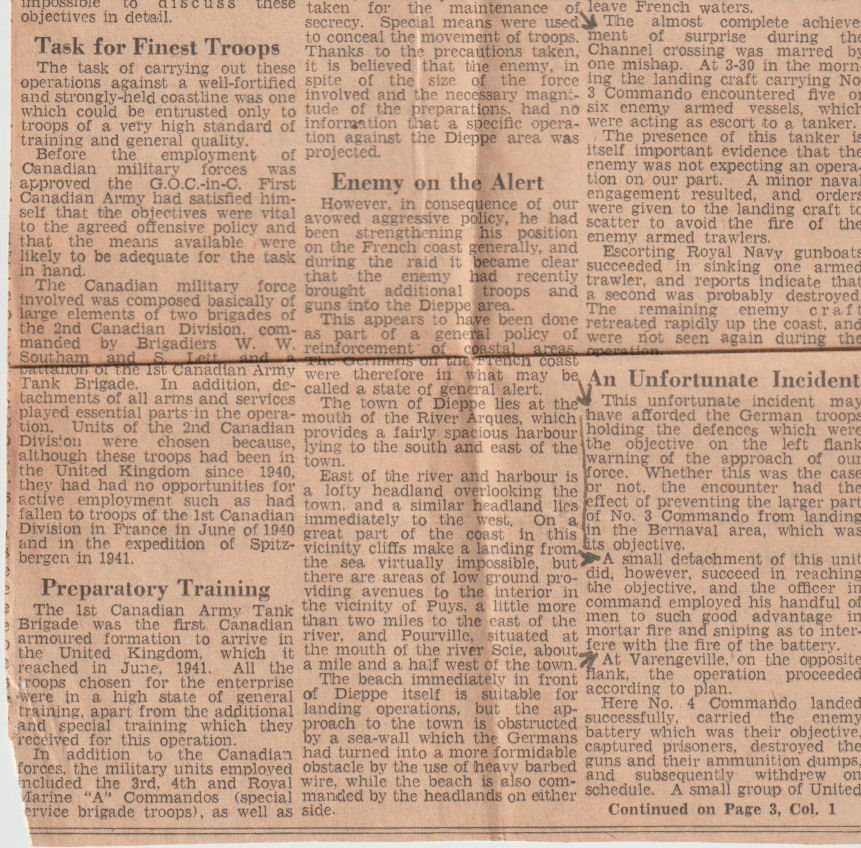 impossible to discuss these
objectives in detail.
Task for Finest Troops
The task of carrying out these
operations against a well-fortified
and strongly-held coastline was one
which could be entrusted only to
troops of a very high standard of
training and general quality.
Before the employment of
Canadian military forces was
approved the G.O.C.-in-C. First
Canadian Army had satisfied him-
self that the objectives were vital
to the agreed offensive policy and
that the means available were
likely to be adequate for the task
in hand.
The Canadian military force
involved was composed basically of
large elements of two brigades of
the 2nd Canadian Division, com-
manded by Brigadiers W. W.
Southam and S. Lett, and a
battalion of the 1st Canadian Army
Tank Brigade. In addition, de-
tachments of all arms and services
played essential parts in the opera-
tion. Units of the 2nd Canadian
Division were chosen because,
although these troops had been in
the United Kingdom since 1940,
they had had no opportunities for
active employment such as had
fallen to troops of the 1st Canadian
Division in France in June of 1940
and in the expedition of Spitz-
bergen in 1941.
Preparatory Training
The 1st Canadian Army Tank
Brigade was the first Canadian
armoured formation to arrive in
the United Kingdom, which it
reached in June, 1941. All the
troops chosen for the enterprise
were in a high state of general
training, apart from the additional
and special training which they
received for this operation.
In addition to the Canadian
forces, the military units employed
included the 3rd, 4th and Royal
Marine "A" Commandos (special
service brigade troops), as well as
taken for the maintenance of
secrecy. Special means were used
to conceal the movement of troops.
Thanks to the precautions taken,
it is believed that the enemy, in
spite of the size of the force
involved and the necessary magni-
tude of the preparations, had no
information that a specific opera-
tion against the Dieppe area was
projected.
Enemy on the Alert
However, in consequence of our
avowed aggressive policy, he had
been strengthening his position
on the French coast generally, and
during the raid it became clear
that the enemy had recently
brought additional troops and
guns into the Dieppe area.
This appears to have been done
as part of a general policy of
reinforcement of coastal areas.
The Germans on the French coast
were therefore in what may be
called a state of general alert.
The town of Dieppe lies at the
mouth of the River Arques, which
provides a fairly spacious harbour
lying to the south and east of the
town.
East of the river and harbour is
a lofty headland overlooking the
town, and a similar headland lies
immediately to the west. On a
great part of the coast in this
vicinity cliffs make a landing from
the sea virtually impossible, but
there are areas of low ground pro-
viding avenues to the interior in
the vicinity of Puys, a little more
than two miles to the east of the
river, and Pourville, situated at
the mouth of the river Scie, about
a mile and a half west of the town.
The beach immediately in front
of Dieppe itself is suitable for
landing operations, but the ap-
proach to the town is obstructed
by a sea-wall which the Germans
had turned into a more formidable
obstacle by the use of heavy barbed
wire, while the beach is also com-
manded by the headlands on either
side.
leave French waters.
The almost complete achieve-
ment of surprise during the
Channel crossing was marred by
one mishap. At 3-30 in the morn-
ing the landing craft carrying No.
3 Commando encountered five or
six enemy armed vessels, which
were acting as escort to a tanker.
The presence of this tanker is
itself important evidence that the
enemy was not expecting an opera-
tion on our part. A minor naval
engagement resulted, and orders
were given to the landing craft to
scatter to avoid the fire of the
enemy armed trawlers.
Escorting Royal Navy gunboats
succeeded in sinking one armed
trawler, and reports indicate that
a second was probably destroyed.
The remaining enemy craft
retreated rapidly up the coast, and
were not seen again during the
operation.
An Unfortunate Incident
This unfortunate incident may
have afforded the German troops
holding the defences which were
the objective on the left flank
warning of the approach of our
force. Whether this was the case
or not, the encounter had the
effect of preventing the larger part
of No. 3 Commando from landing
in the Bernaval area, which was
its objective.
A small detachment of this unit
did, however, succeed in reaching
the objective, and the officer in
command employed his handful of
men to such good advantage in
mortar fire and sniping as to inter-
fere with the fire of the battery.
At Varengeville, on the opposite
flank, the operation proceeded
according to plan.
Here No. 4 Commando landed
successfully, carried the enemy
battery which was their objective,
captured prisoners, destroyed the
guns and their ammunition dumps,
and subsequently withdrew on
schedule. A small group of United
Continued on Page 3, Col. 1